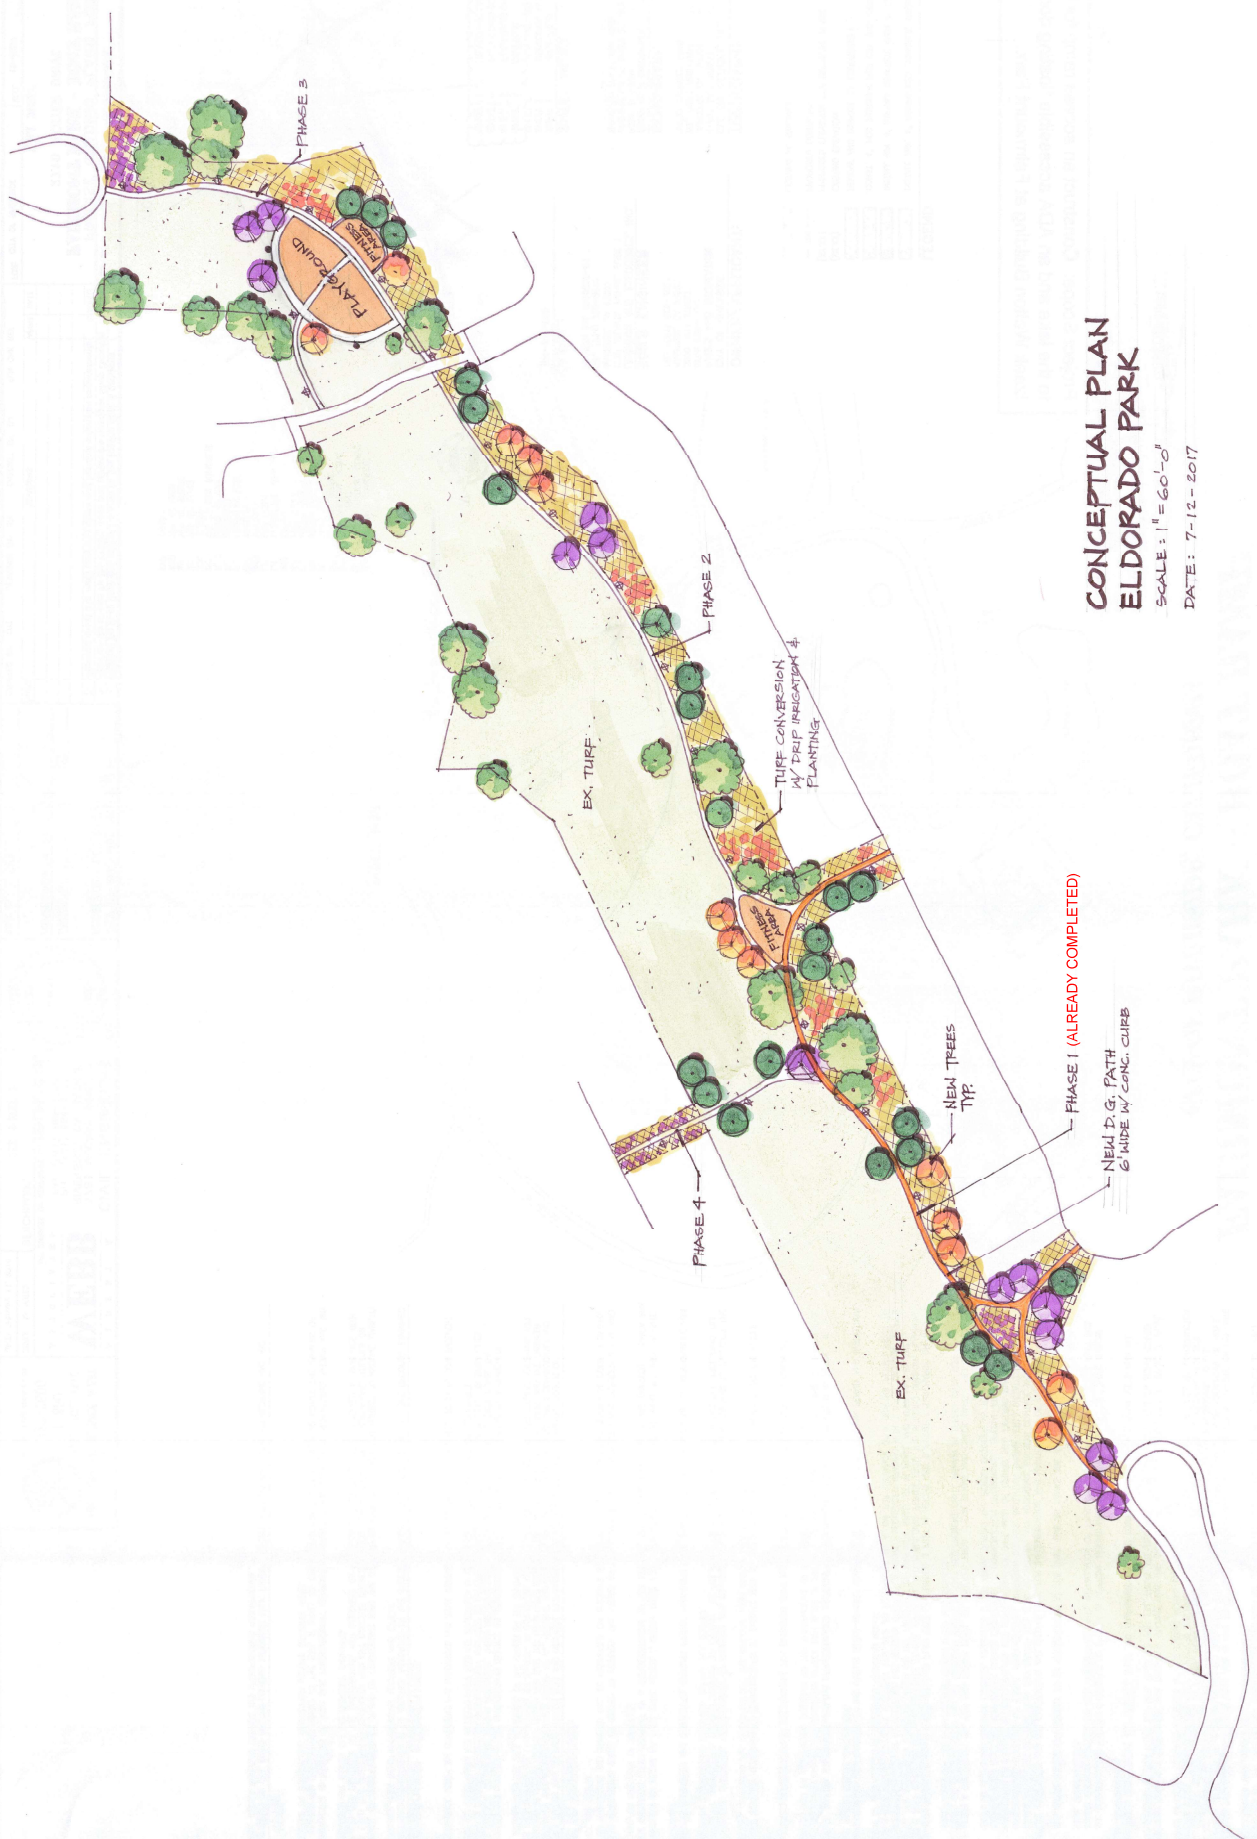 PHASE 3
FITNESS
AREA
PLAYGROUND
PHASE 2
TURF CONVERSION
W/ DRIP IRRIGATION &
PLANTING
EX. TURF
FITNESS
AREA
PHASE 4
NEW TREES
TYP.
PHASE 1 (ALREADY COMPLETED)
NEW D.G. PATH
6' WIDE W/ CONC. CURB
EX. TURF
CONCEPTUAL PLAN
ELDORADO PARK
SCALE: 1" = 60'-0"
DATE: 7-12-2017